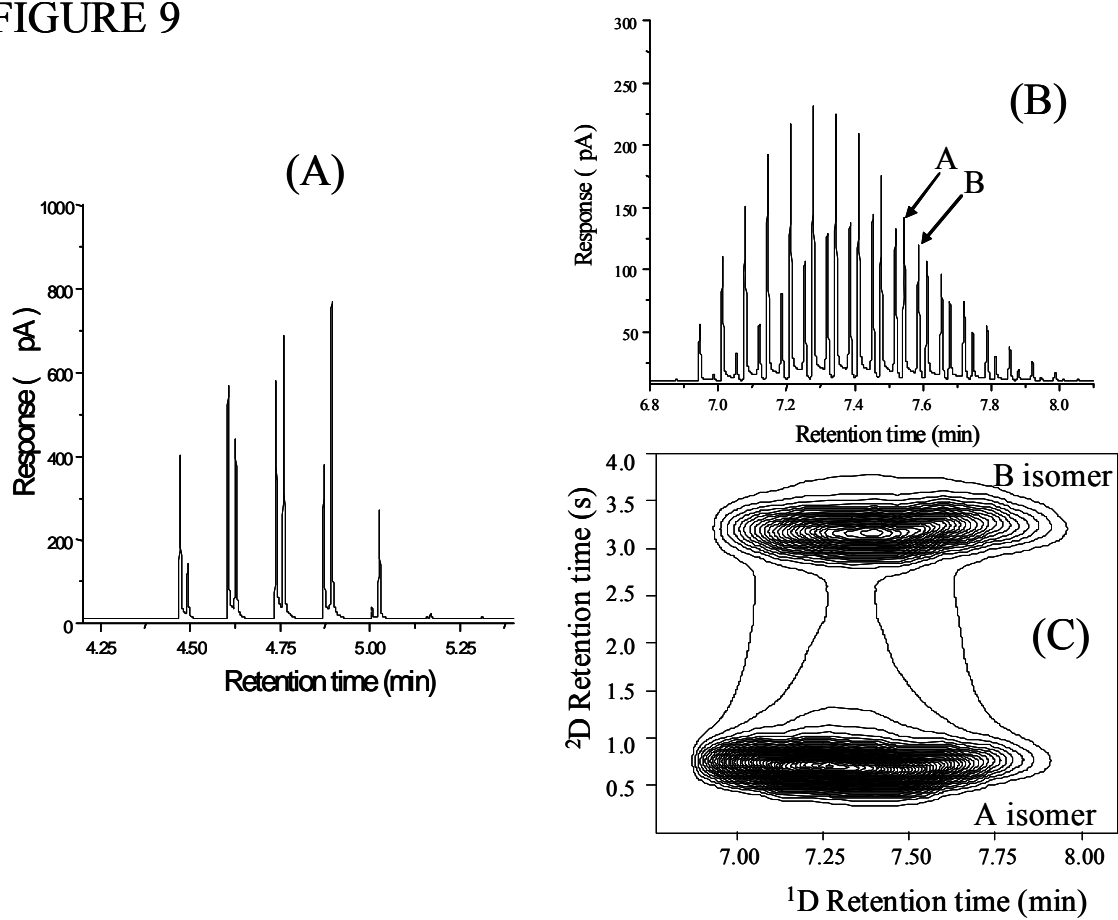 FIGURE 9
(A)
1000
800
600
400
200
0
4.25 4.50 4.75 5.00 5.25
Response ( pA)
Retention time (min)
(B)
300
250
200
150
100
50
6.8 7.0 7.2 7.4 7.6 7.8 8.0
Response ( pA)
Retention time (min)
A
B
4.0
3.5
3.0
2.5
2.0
1.5
1.0
0.5
7.00 7.25 7.50 7.75 8.00
²D Retention time (s)
¹D Retention time (min)
B isomer
(C)
A isomer